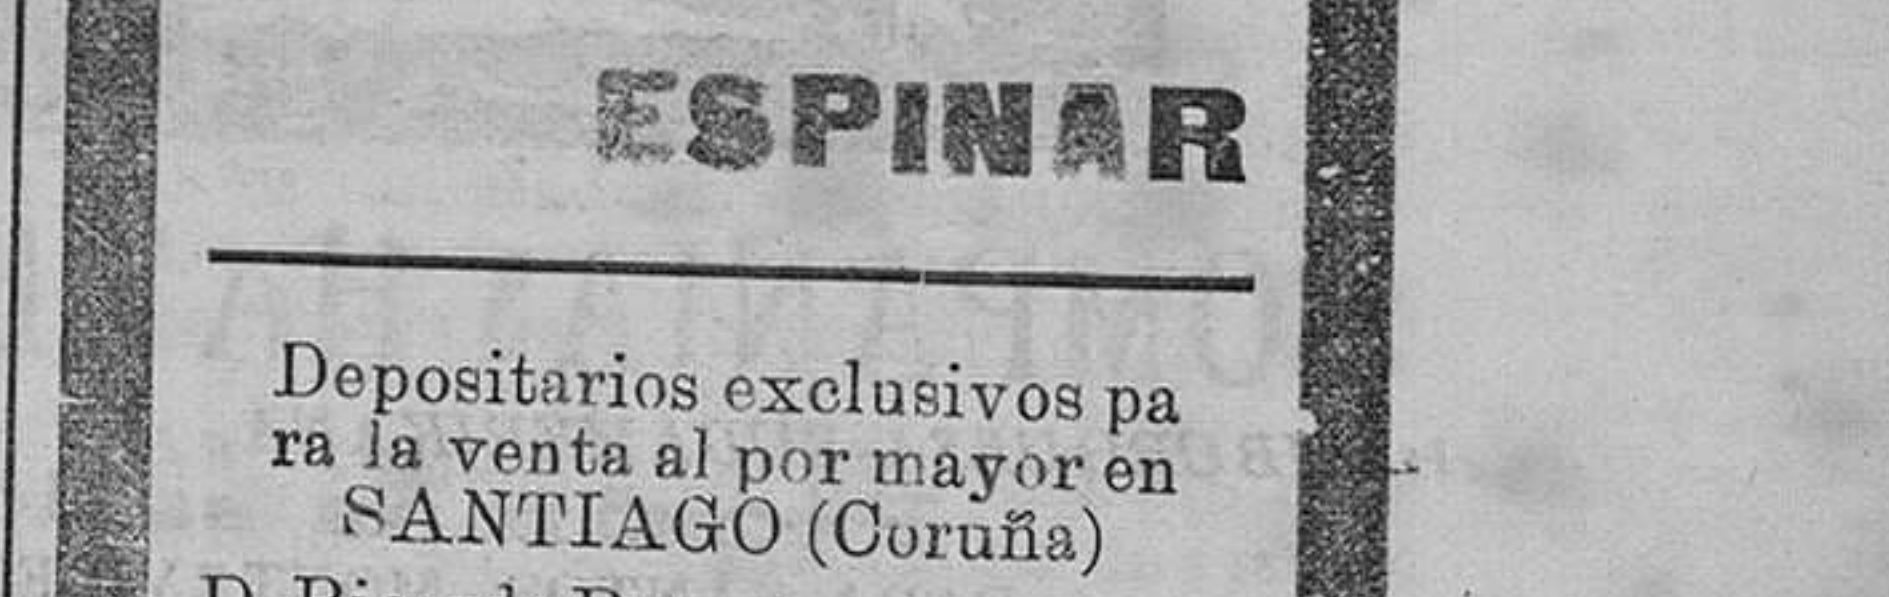 ESPINAR
Depositarios exclusivos pa
ra la venta al por mayor en
SANTIAGO (Coruña)